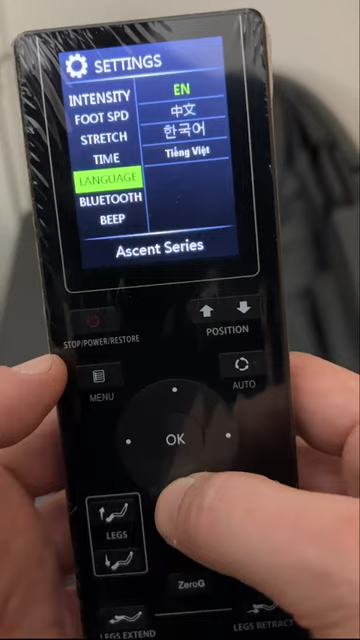 SETTINGS
INTENSITY
FOOT SPD
STRETCH
TIME
LANGUAGE
BLUETOOTH
BEEP
EN
中文
한국어
Tiếng Việt
Ascent Series
STOP/POWER/RESTORE
POSITION
MENU
AUTO
OK
LEGS
ZeroG
LEGS EXTEND
LEGS RETRACT